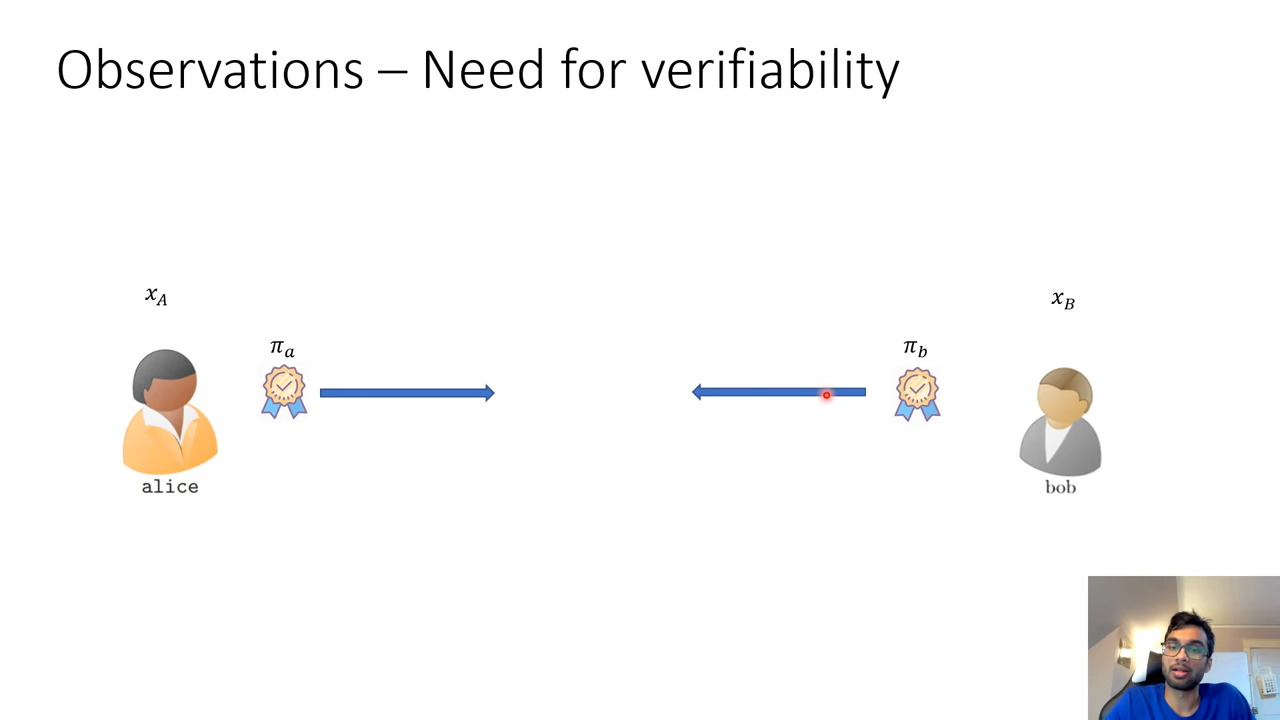 Observations – Need for verifiability
x_A
x_B
π_a
π_b
alice
bob